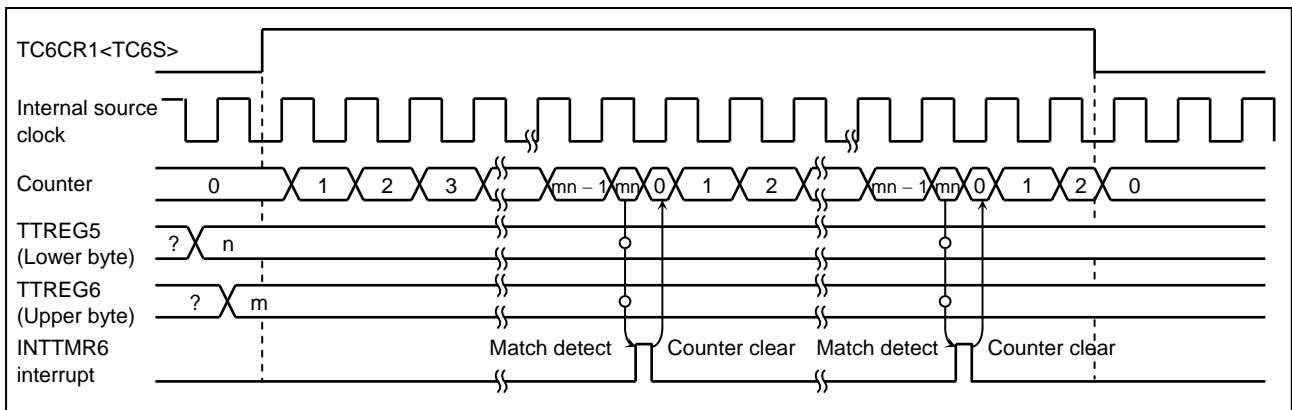 TC6CR1<TC6S>
Internal source
clock
Counter 0 1 2 3 mn – 1 mn 0 1 2 mn – 1 mn 0 1 2 0
TTREG5
(Lower byte) ? n
TTREG6
(Upper byte) ? m
INTTMR6
interrupt Match detect Counter clear Match detect Counter clear